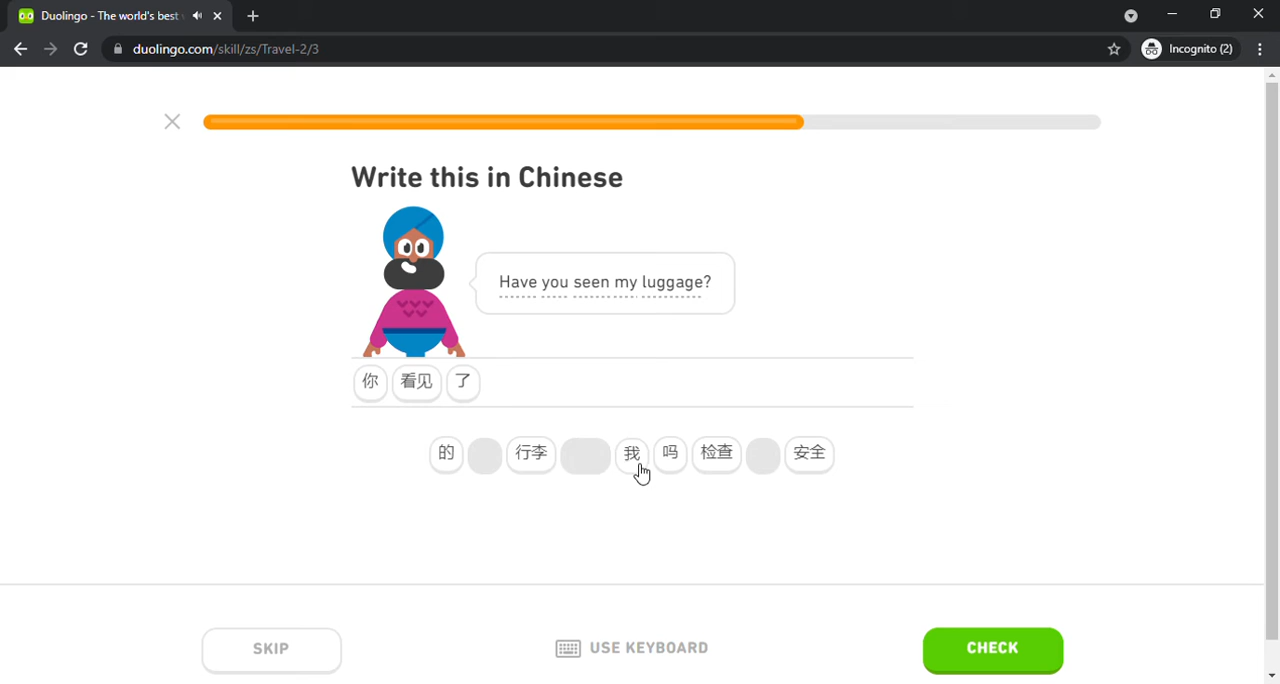 Duolingo - The world's best
duolingo.com/skill/zs/Travel-2/3
Incognito (2)
Write this in Chinese
Have you seen my luggage?
你 看见 了
的 行李 我 吗 检查 安全
SKIP
USE KEYBOARD
CHECK